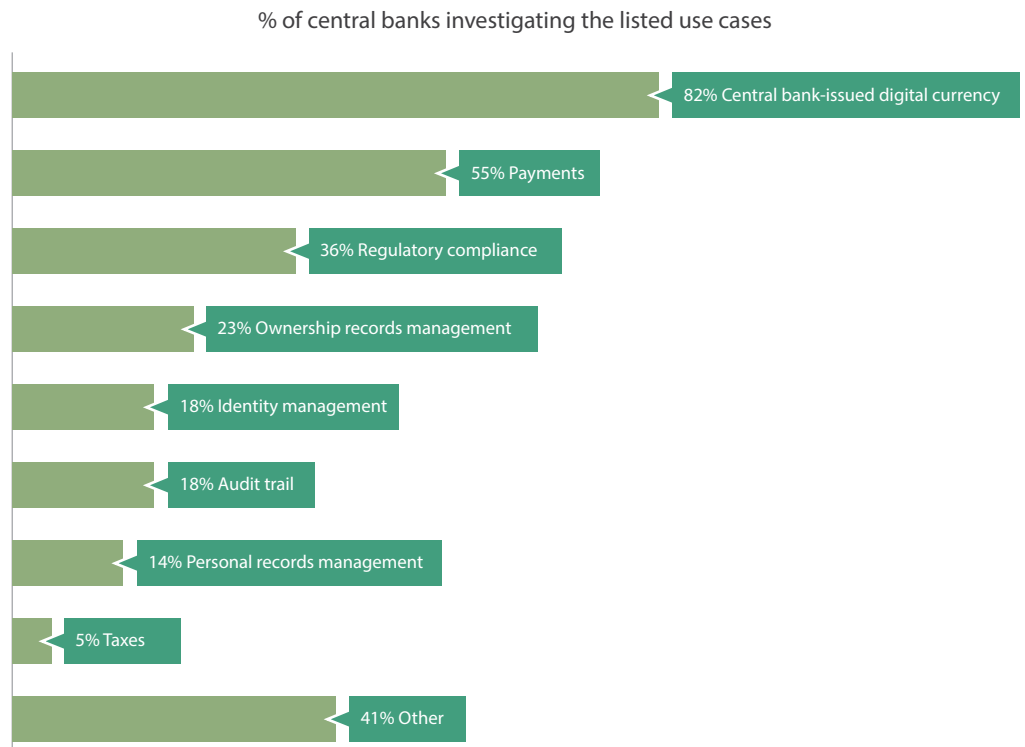 % of central banks investigating the listed use cases
82% Central bank-issued digital currency
55% Payments
36% Regulatory compliance
23% Ownership records management
18% Identity management
18% Audit trail
14% Personal records management
5% Taxes
41% Other